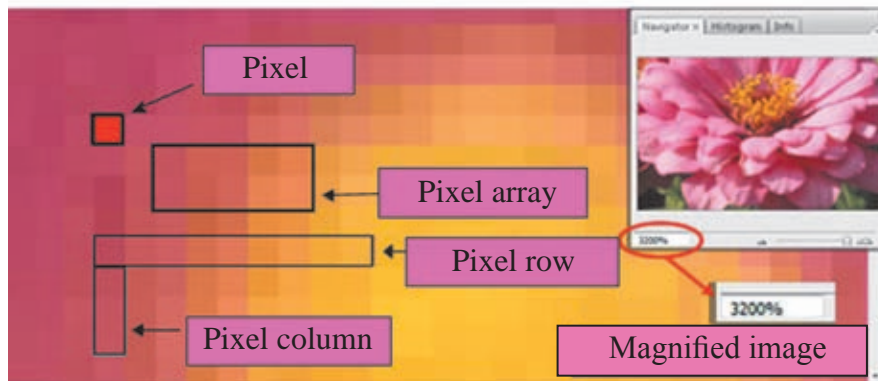 Navigator × Histogram Info
Pixel
Pixel array
3200%
Pixel row
3200%
Pixel column
Magnified image